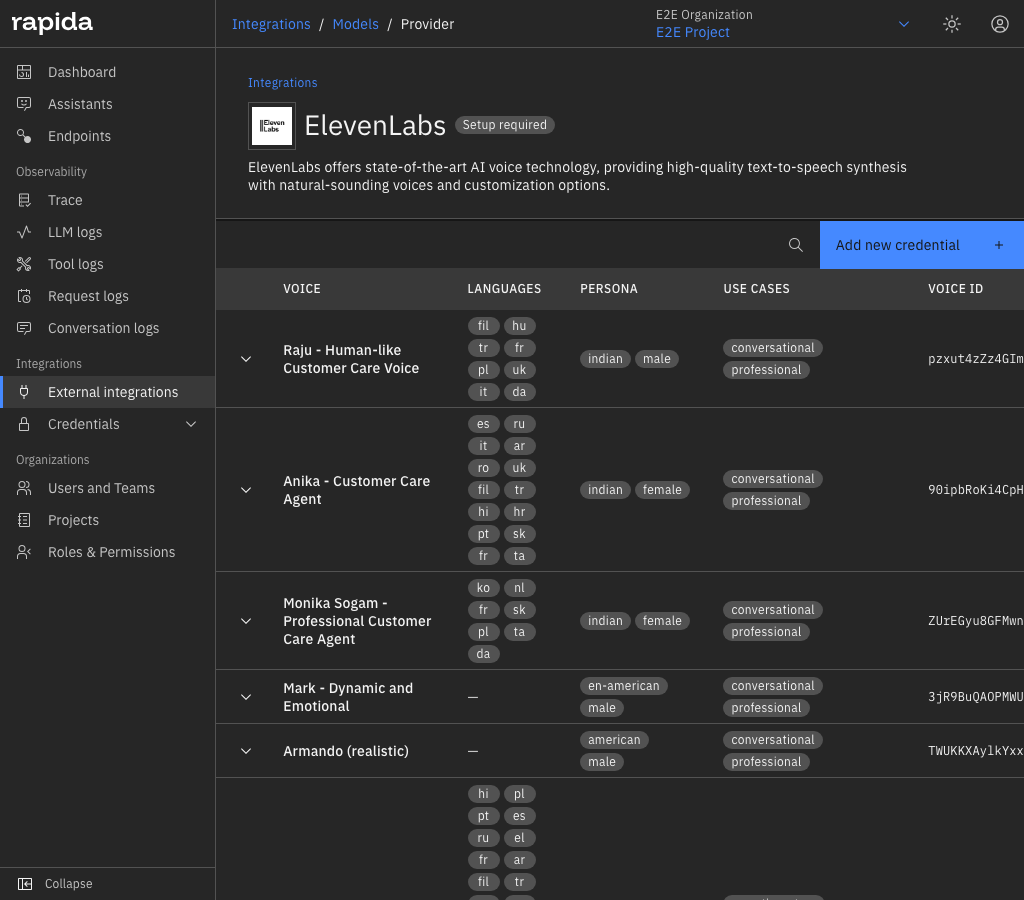 rapida
Integrations / Models / Provider
E2E Organization
E2E Project
Dashboard
Assistants
Endpoints
Observability
Trace
LLM logs
Tool logs
Request logs
Conversation logs
Integrations
External integrations
Credentials
Organizations
Users and Teams
Projects
Roles & Permissions
Collapse
Integrations
ElevenLabs
ElevenLabs Setup required
ElevenLabs offers state-of-the-art AI voice technology, providing high-quality text-to-speech synthesis
with natural-sounding voices and customization options.
Add new credential +
VOICE LANGUAGES PERSONA USE CASES VOICE ID
Raju - Human-like
Customer Care Voice
fil hu
tr fr
pl uk
it da
indian male
conversational
professional
pzxut4zZz4GIm
Anika - Customer Care
Agent
es ru
it ar
ro uk
fil tr
hi hr
pt sk
fr ta
indian female
conversational
professional
90ipbRoKi4CpH
Monika Sogam -
Professional Customer
Care Agent
ko nl
fr sk
pl ta
da
indian female
conversational
professional
ZUrEGyu8GFMwn
Mark - Dynamic and
Emotional
—
en-american
male
conversational
professional
3jR9BuQAOPMWU
Armando (realistic)
—
american
male
conversational
professional
TWUKKXAylkYxx
hi pl
pt es
ru el
fr ar
fil tr